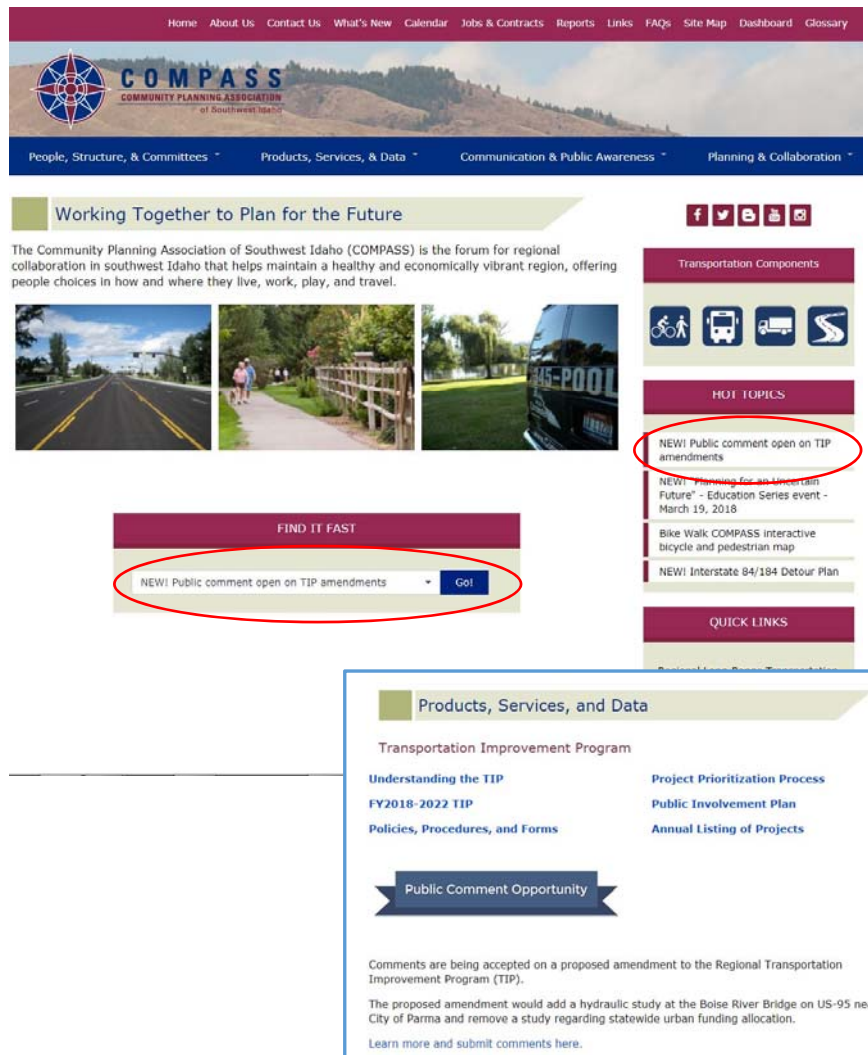 Home About Us Contact Us What's New Calendar Jobs & Contracts Reports Links FAQs Site Map Dashboard Glossary
COMPASS
COMMUNITY PLANNING ASSOCIATION
of Southwest Idaho
People, Structure, & Committees Products, Services, & Data Communication & Public Awareness Planning & Collaboration
Working Together to Plan for the Future
The Community Planning Association of Southwest Idaho (COMPASS) is the forum for regional
collaboration in southwest Idaho that helps maintain a healthy and economically vibrant region, offering
people choices in how and where they live, work, play, and travel.
45-POOL
FIND IT FAST
NEW! Public comment open on TIP amendments Go!
Transportation Components
HOT TOPICS
NEW! Public comment open on TIP
amendments
NEW! "Planning for an Uncertain
Future" - Education Series event -
March 19, 2018
Bike Walk COMPASS interactive
bicycle and pedestrian map
NEW! Interstate 84/184 Detour Plan
QUICK LINKS
Products, Services, and Data
Transportation Improvement Program
Understanding the TIP Project Prioritization Process
FY2018-2022 TIP Public Involvement Plan
Policies, Procedures, and Forms Annual Listing of Projects
Public Comment Opportunity
Comments are being accepted on a proposed amendment to the Regional Transportation
Improvement Program (TIP).
The proposed amendment would add a hydraulic study at the Boise River Bridge on US-95 ne
City of Parma and remove a study regarding statewide urban funding allocation.
Learn more and submit comments here.